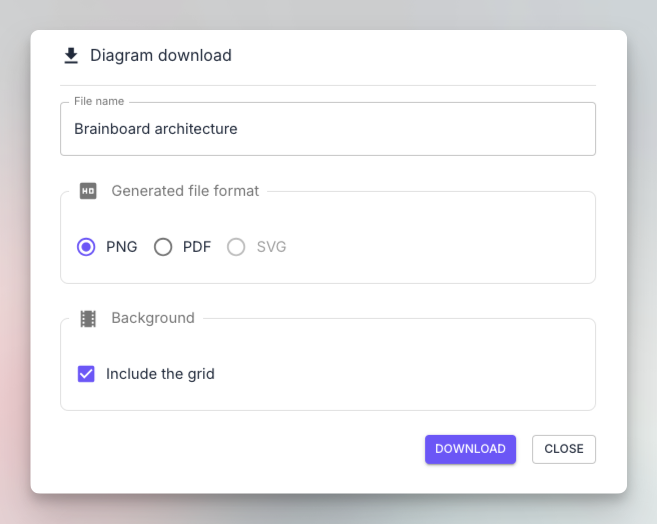 Diagram download
File name
Brainboard architecture
HD Generated file format
PNG PDF SVG
Background
Include the grid
DOWNLOAD CLOSE